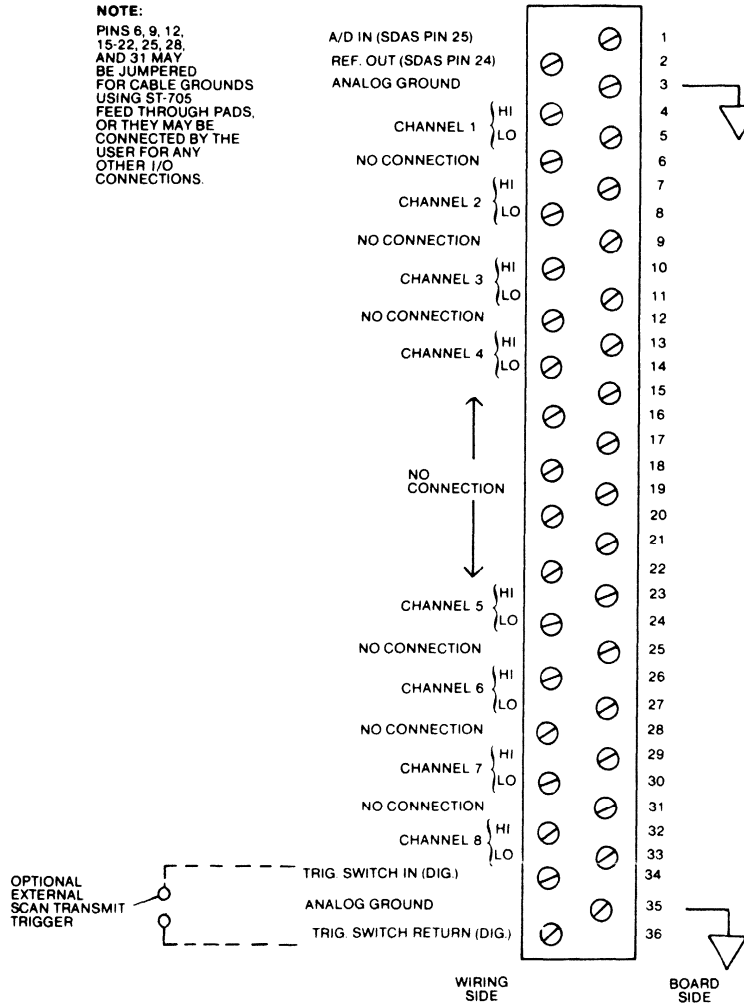 NOTE:
PINS 6, 9, 12,
15-22, 25, 28,
AND 31 MAY
BE JUMPERED
FOR CABLE GROUNDS
USING ST-705
FEED THROUGH PADS,
OR THEY MAY BE
CONNECTED BY THE
USER FOR ANY
OTHER I/O
CONNECTIONS.
A/D IN (SDAS PIN 25) 1
REF. OUT (SDAS PIN 24) 2
ANALOG GROUND 3
CHANNEL 1 HI 4
LO 5
NO CONNECTION 6
CHANNEL 2 HI 7
LO 8
NO CONNECTION 9
CHANNEL 3 HI 10
LO 11
NO CONNECTION 12
CHANNEL 4 HI 13
LO 14
15
16
17
18
NO
CONNECTION
19
20
21
22
CHANNEL 5 HI 23
LO 24
NO CONNECTION 25
CHANNEL 6 HI 26
LO 27
NO CONNECTION 28
CHANNEL 7 HI 29
LO 30
NO CONNECTION 31
CHANNEL 8 HI 32
LO 33
TRIG. SWITCH IN (DIG.) 34
OPTIONAL
EXTERNAL
SCAN TRANSMIT
TRIGGER
ANALOG GROUND 35
TRIG. SWITCH RETURN (DIG.) 36
WIRING
SIDE
BOARD
SIDE